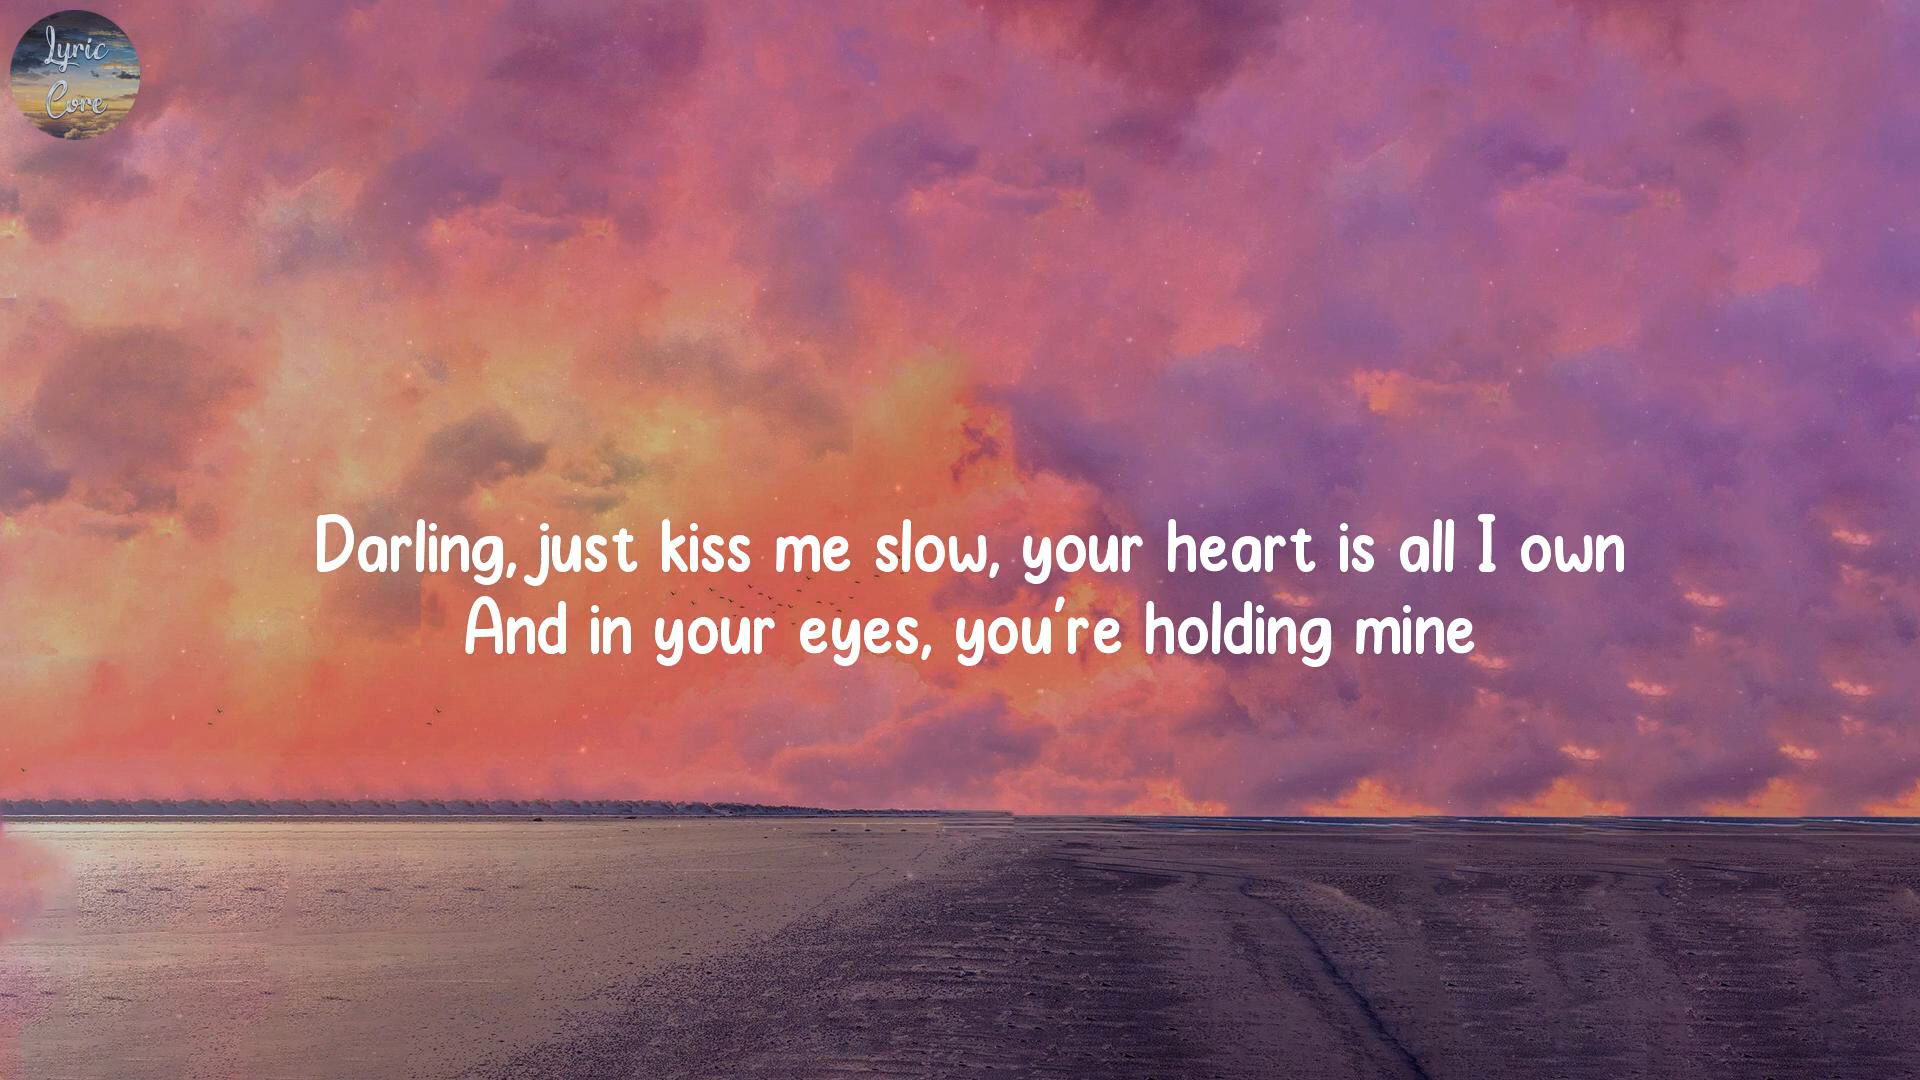 Lyric
Core
Darling, just kiss me slow, your heart is all I own
And in your eyes, you're holding mine